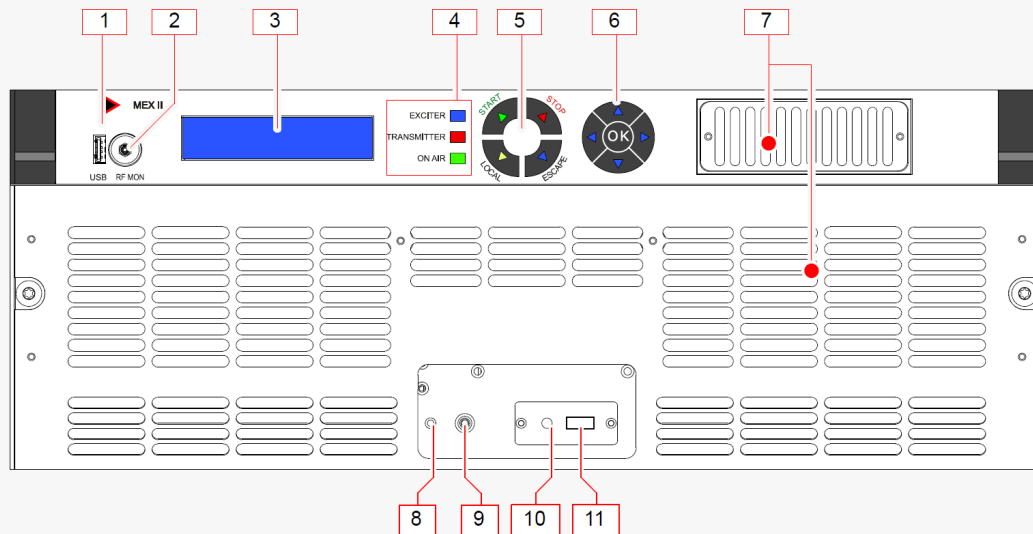 1 2 3 4 5 6 7
MEX II
START STOP
EXCITER
TRANSMITTER
ON AIR
OK
LOCAL ESCAPE
USB RF MON
8 9 10 11